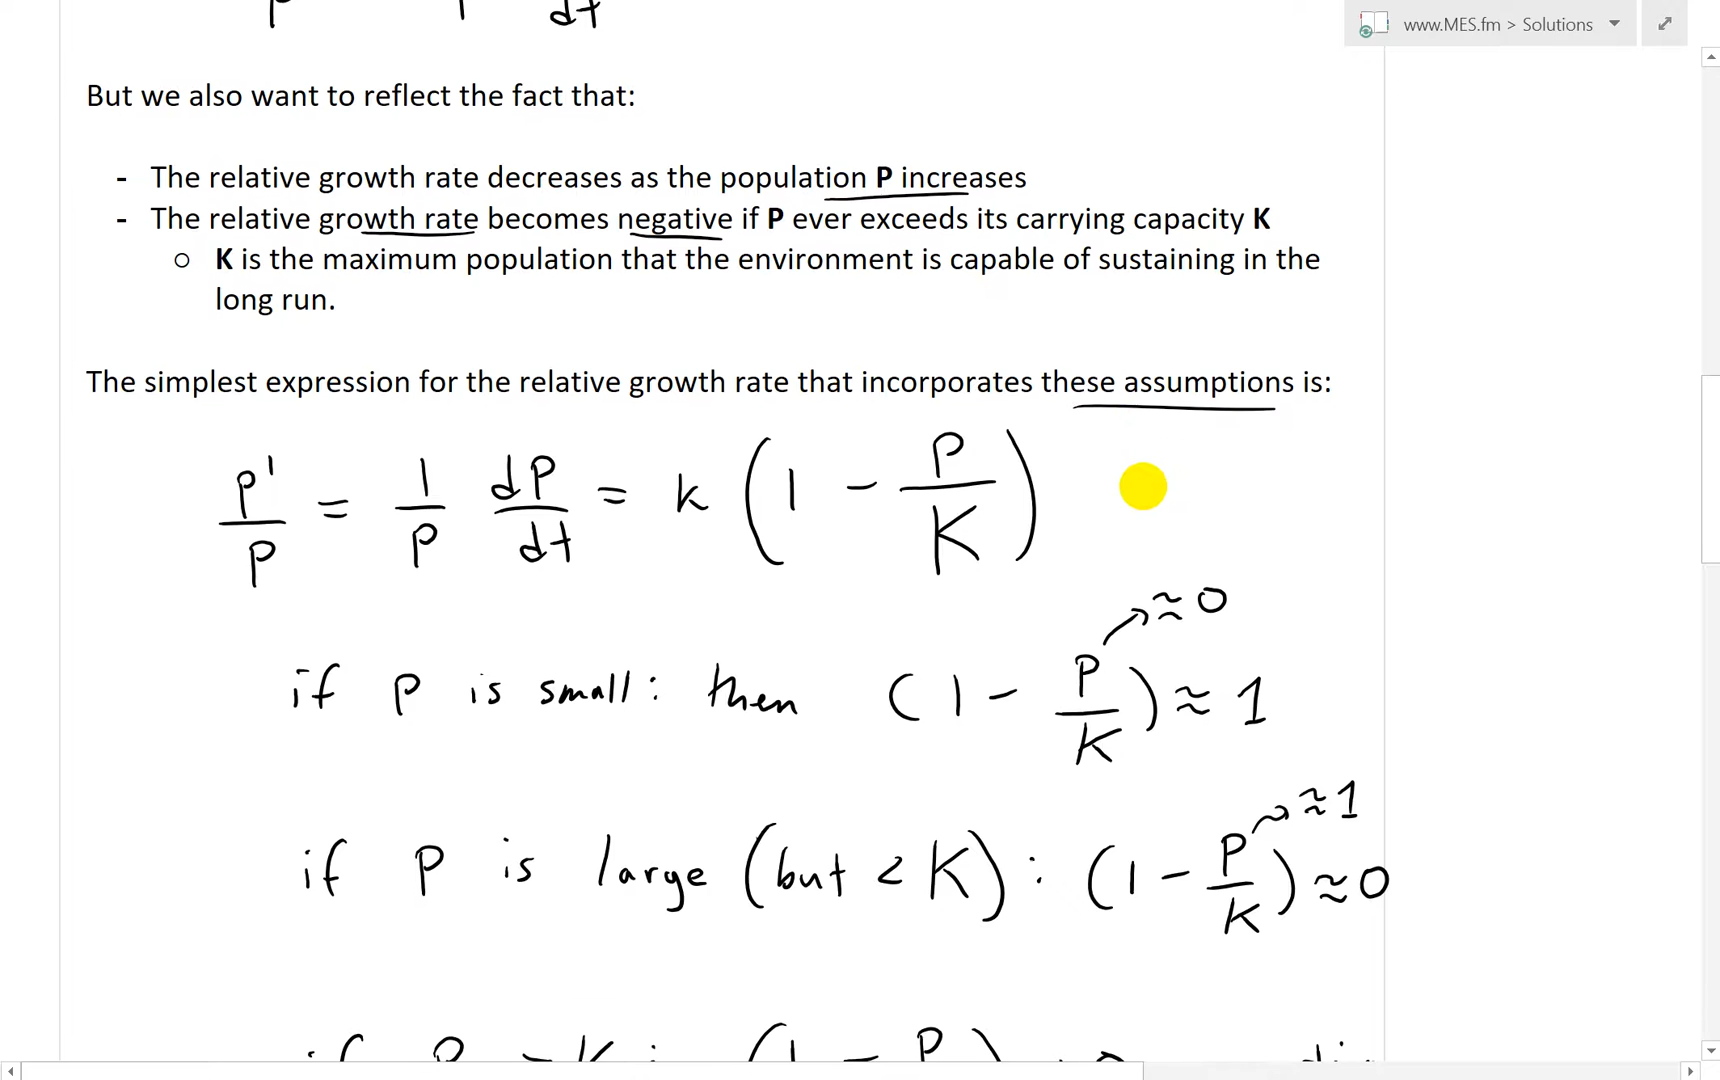 P dt
www.MES.fm > Solutions
But we also want to reflect the fact that:
- The relative growth rate decreases as the population P increases
- The relative growth rate becomes negative if P ever exceeds its carrying capacity K
○ K is the maximum population that the environment is capable of sustaining in the
long run.
The simplest expression for the relative growth rate that incorporates these assumptions is:
P'/P = 1/P dP/dt = k (1 - P/K)
≈ 0
if P is small: then (1 - P/K) ≈ 1
≈ 1
if P is large (but < K): (1 - P/K) ≈ 0
if P (1 - P